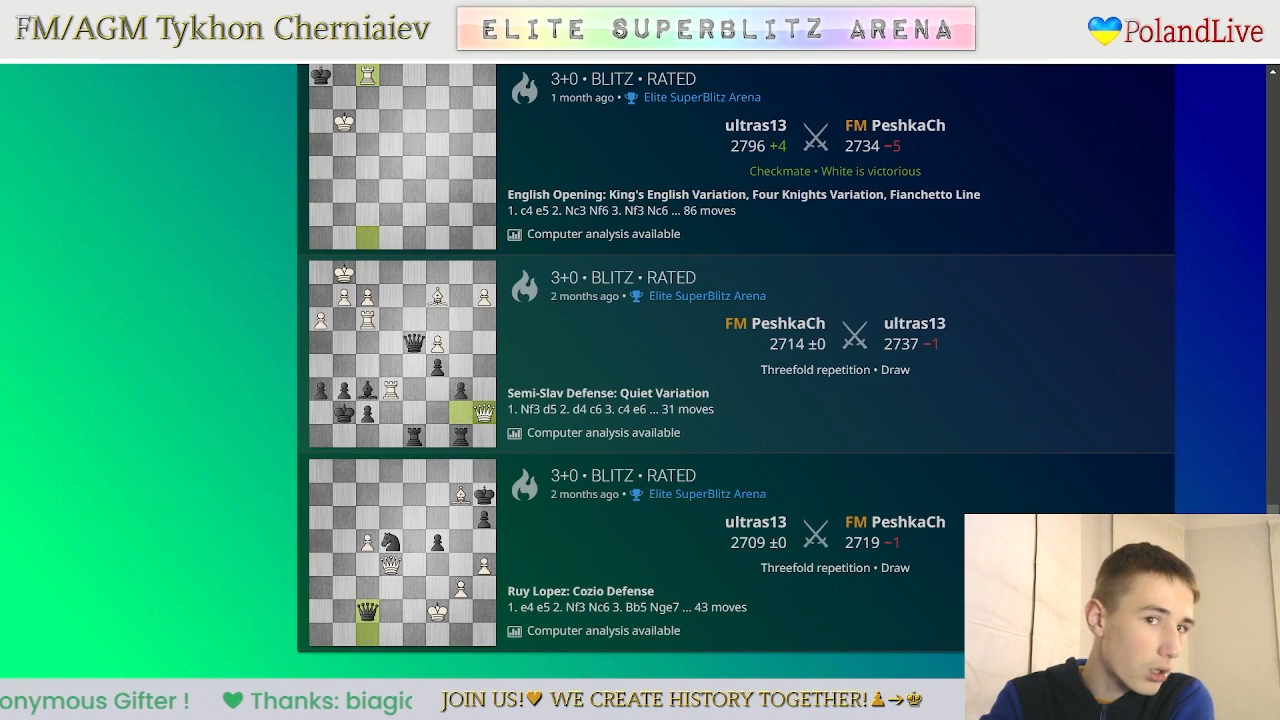 FM/AGM Tykhon Cherniaiev
ELITE SUPERBLITZ ARENA
PolandLive
3+0 • BLITZ • RATED
1 month ago • Elite SuperBlitz Arena
ultras13 FM PeshkaCh
2796 +4 2734 −5
Checkmate • White is victorious
English Opening: King's English Variation, Four Knights Variation, Fianchetto Line
1. c4 e5 2. Nc3 Nf6 3. Nf3 Nc6 ... 86 moves
Computer analysis available
3+0 • BLITZ • RATED
2 months ago • Elite SuperBlitz Arena
FM PeshkaCh ultras13
2714 ±0 2737 −1
Threefold repetition • Draw
Semi-Slav Defense: Quiet Variation
1. Nf3 d5 2. d4 c6 3. c4 e6 ... 31 moves
Computer analysis available
3+0 • BLITZ • RATED
2 months ago • Elite SuperBlitz Arena
ultras13 FM PeshkaCh
2709 ±0 2719 −1
Threefold repetition • Draw
Ruy Lopez: Cozio Defense
1. e4 e5 2. Nf3 Nc6 3. Bb5 Nge7 ... 43 moves
Computer analysis available
onymous Gifter ! Thanks: biagio
JOIN US! WE CREATE HISTORY TOGETHER!